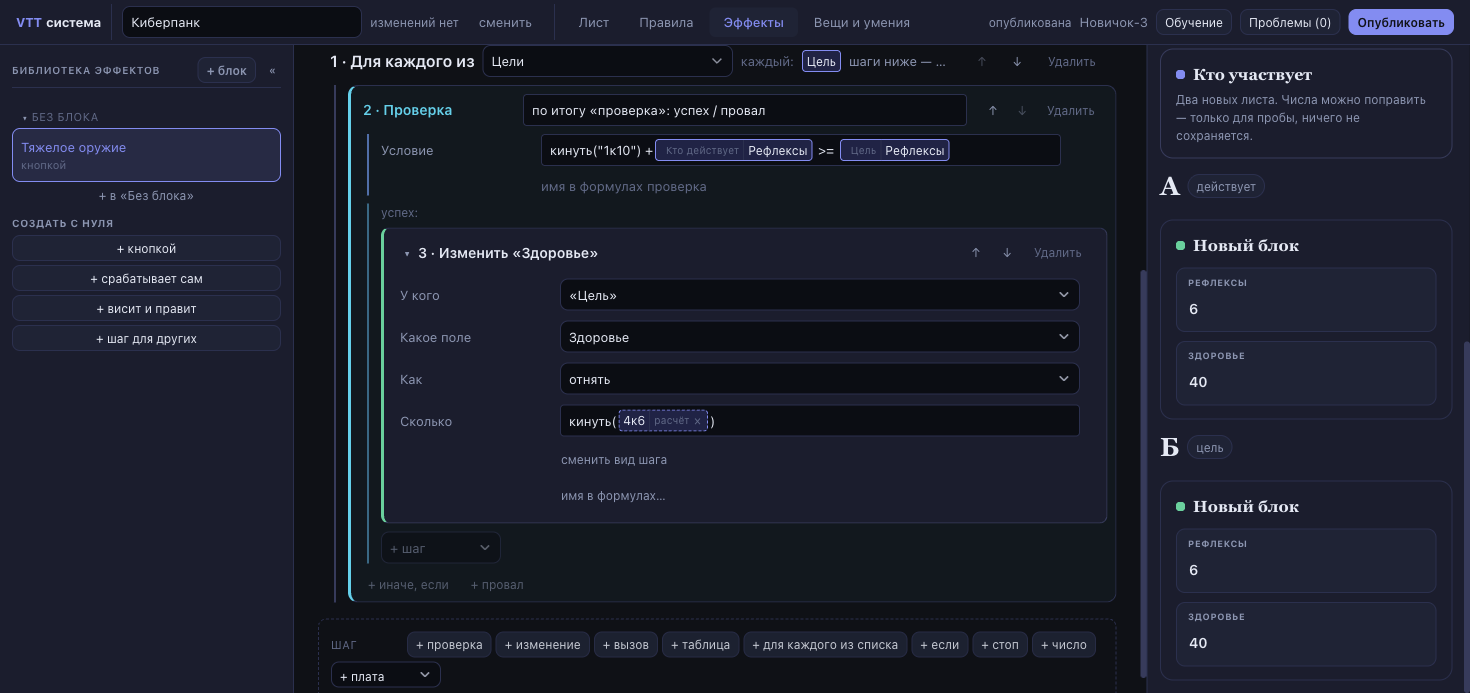 VTT система
Киберпанк
изменений нет
сменить
Лист
Правила
Эффекты
Вещи и умения
опубликована
Новичок-3
Обучение
Проблемы (0)
Опубликовать
БИБЛИОТЕКА ЭФФЕКТОВ
+ блок
«
▾ БЕЗ БЛОКА
Тяжелое оружие
кнопкой
+ в «Без блока»
СОЗДАТЬ С НУЛЯ
+ кнопкой
+ срабатывает сам
+ висит и правит
+ шаг для других
1 · Для каждого из
Цели
каждый: Цель шаги ниже — ...
↑ ↓ Удалить
2 · Проверка
по итогу «проверка»: успех / провал
↑ ↓ Удалить
Условие
кинуть("1к10") + Кто действует Рефлексы >= Цель Рефлексы
имя в формулах проверка
успех:
▾ 3 · Изменить «Здоровье»
↑ ↓ Удалить
У кого
«Цель»
Какое поле
Здоровье
Как
отнять
Сколько
кинуть( 4к6 расчёт × )
сменить вид шага
имя в формулах...
+ шаг
+ иначе, если
+ провал
ШАГ
+ проверка
+ изменение
+ вызов
+ таблица
+ для каждого из списка
+ если
+ стоп
+ число
+ плата
Кто участвует
Два новых листа. Числа можно поправить
— только для пробы, ничего не
сохраняется.
А действует
Новый блок
РЕФЛЕКСЫ
6
ЗДОРОВЬЕ
40
Б цель
Новый блок
РЕФЛЕКСЫ
6
ЗДОРОВЬЕ
40